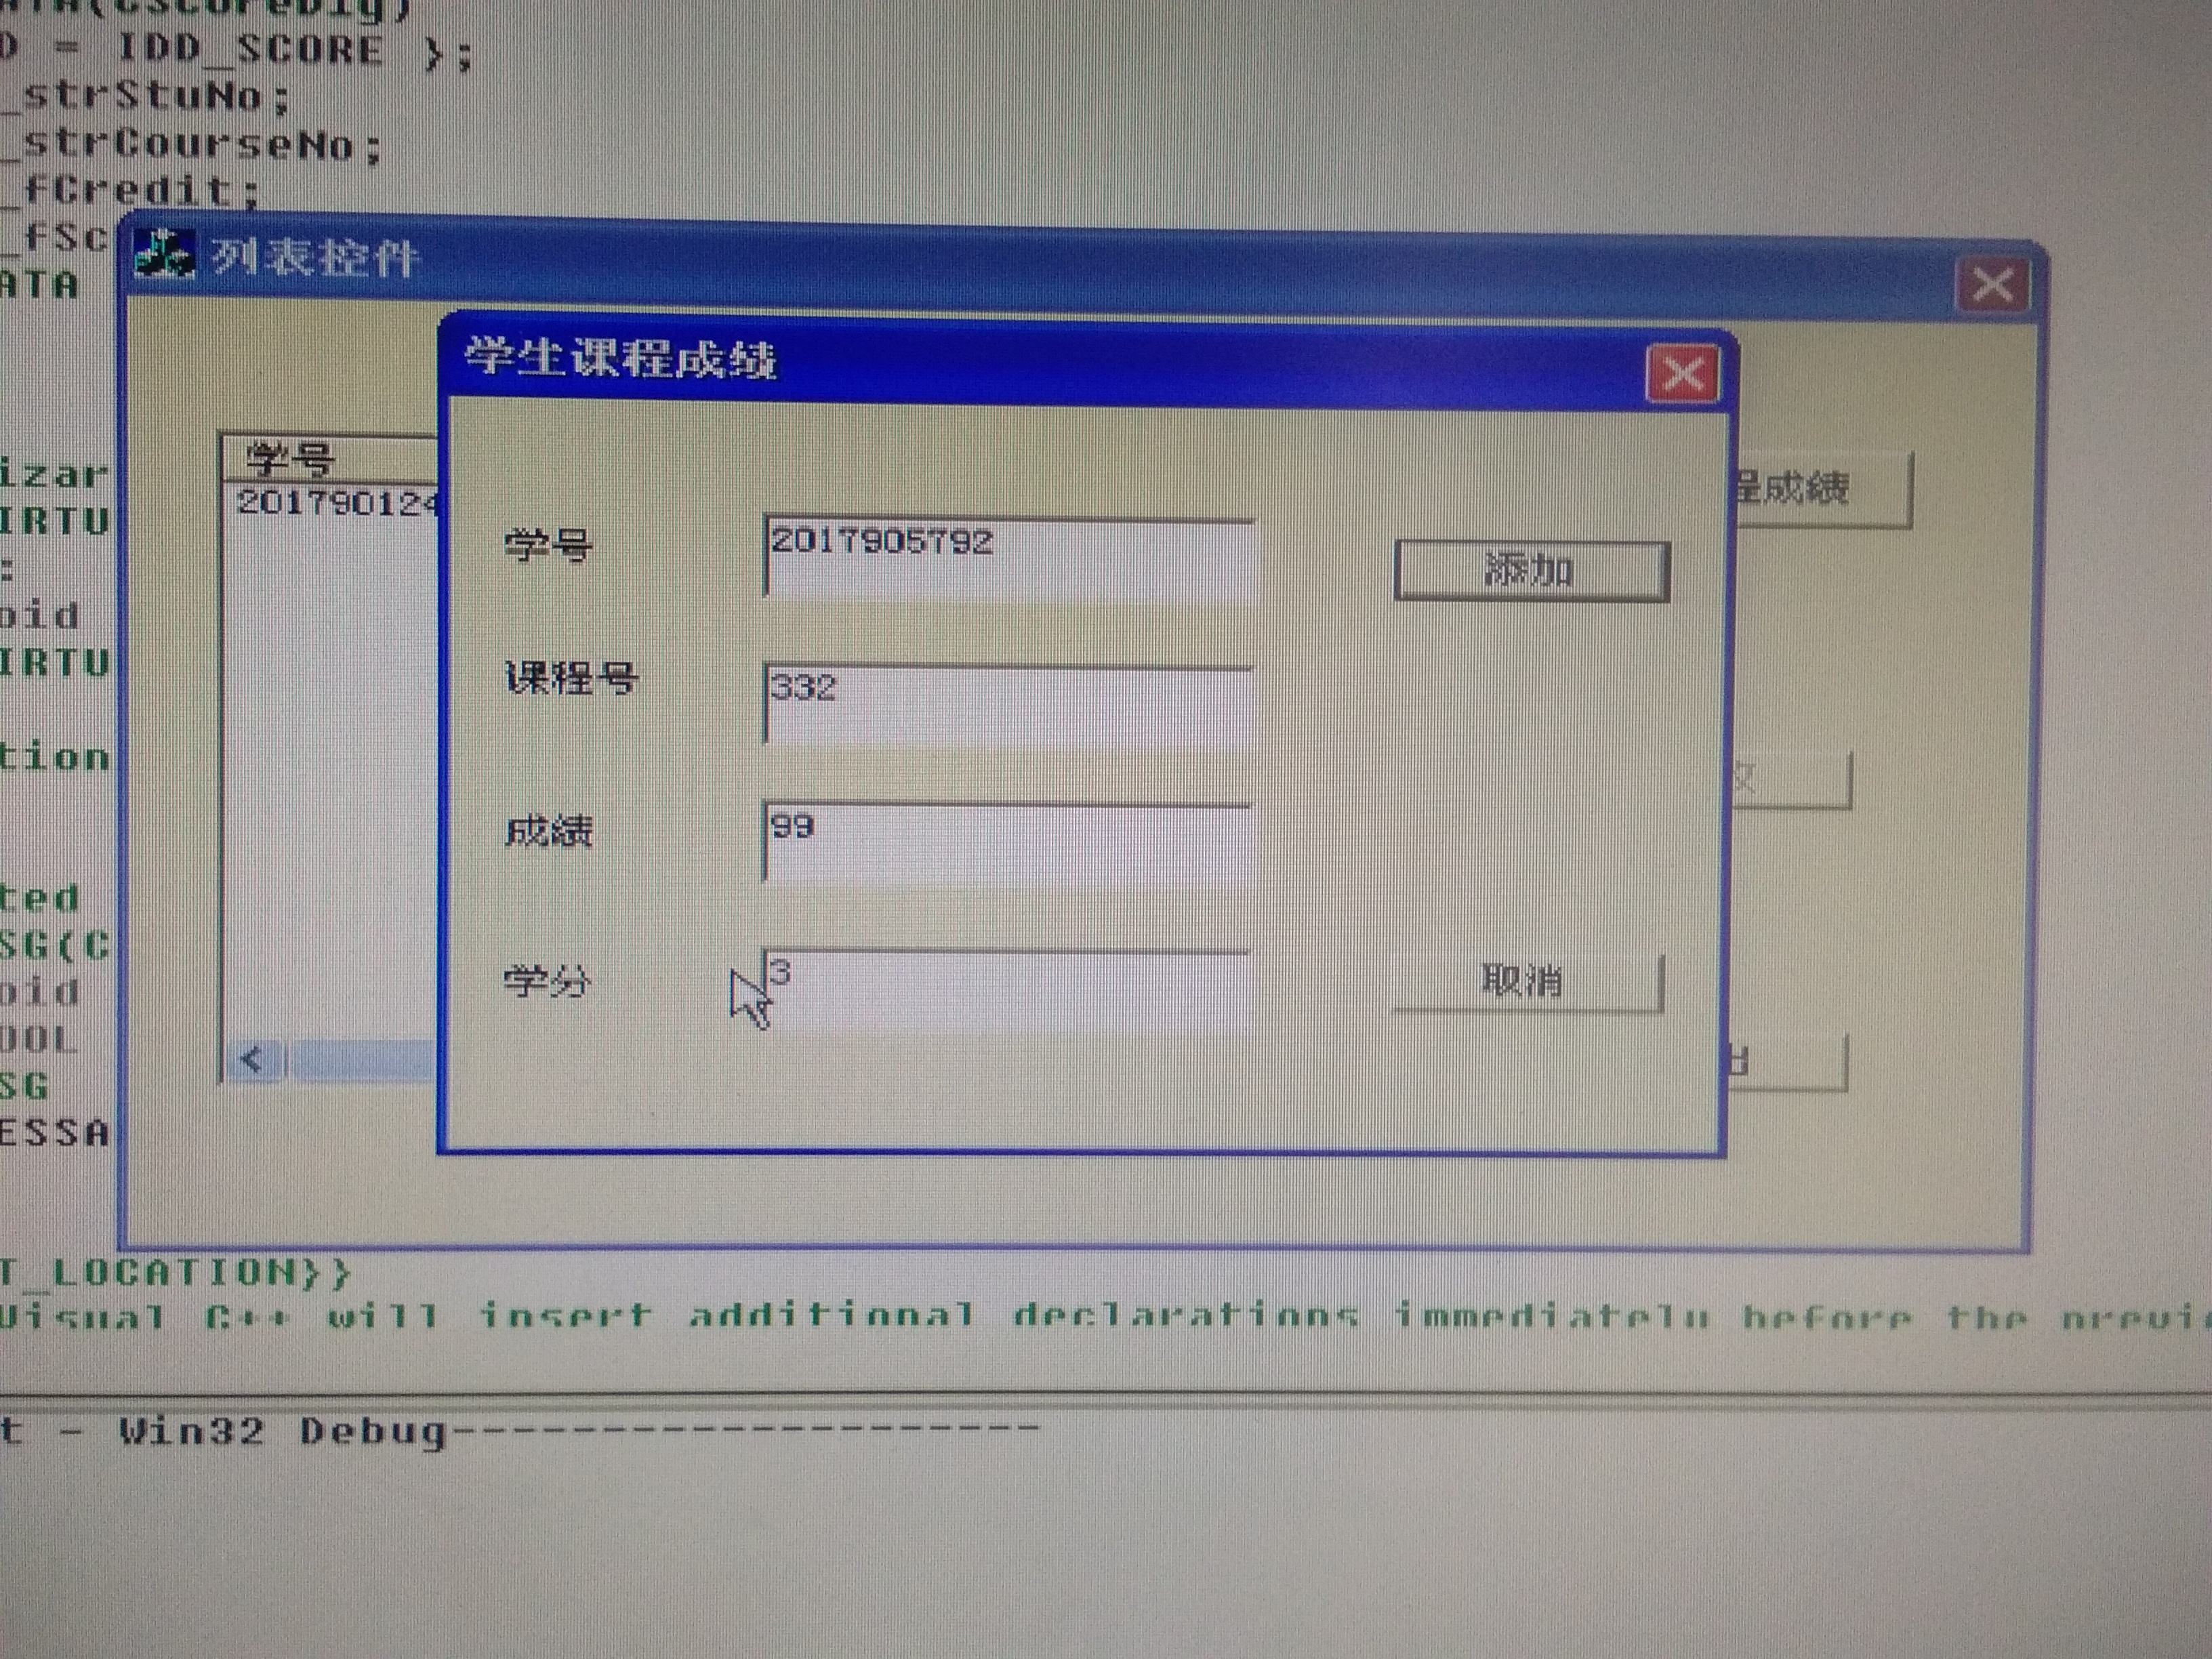 D = IDD_SCORE };
_strStuNo;
_strCourseNo;
_fCredit;
_fSc
ATA
列表控件
学生课程成绩
学号
201790124
程成绩
学号
2017905792
添加
课程号
332
成绩
99
学分
3
取消
izar
IRTU
:
oid
IRTU
tion
ted
SG(C
oid
OOL
SG
ESSA
T_LOCATION}}
Visual C++ will insert additional declarations immediately before the previ
t - Win32 Debug--------------------